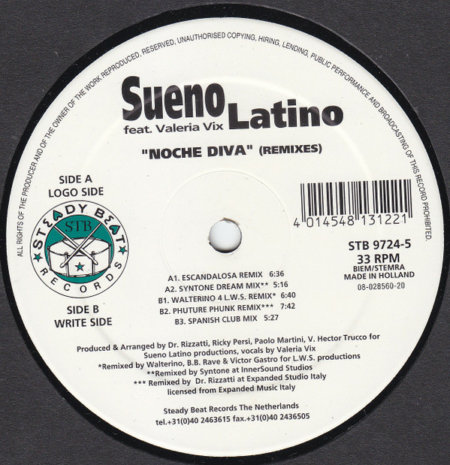 ALL RIGHTS OF THE PRODUCER AND OF THE OWNER OF THE WORK REPRODUCED, RESERVED, UNAUTHORISED COPYING, HIRING, LENDING, PUBLIC PERFORMANCE AND BROADCASTING OF THIS RECORD PROHIBITED.
Sueno
Latino
feat. Valeria Vix
"NOCHE DIVA" (REMIXES)
SIDE A
LOGO SIDE
STEADY BEAT
STB
RECORDS
SIDE B
WRITE SIDE
4 014548 131221
STB 9724-5
33 RPM
BIEM/STEMRA
MADE IN HOLLAND
08-028560-20
A1. ESCANDALOSA REMIX 6:36
A2. SYNTONE DREAM MIX** 5:16
B1. WALTERINO 4 L.W.S. REMIX* 6:40
B2. PHUTURE PHUNK REMIX*** 7:42
B3. SPANISH CLUB MIX 5:27
Produced & Arranged by Dr. Rizzatti, Ricky Persi, Paolo Martini, V. Hector Trucco for
Sueno Latino productions, vocals by Valeria Vix
*Remixed by Walterino, B.B. Rave & Victor Gastro for L.W.S. productions
**Remixed by Syntone at InnerSound Studios
*** Remixed by Dr. Rizzatti at Expanded Studio Italy
licensed from Expanded Music Italy
Steady Beat Records The Netherlands
tel.+31(0)40 2463615 fax.+31(0)40 2436505